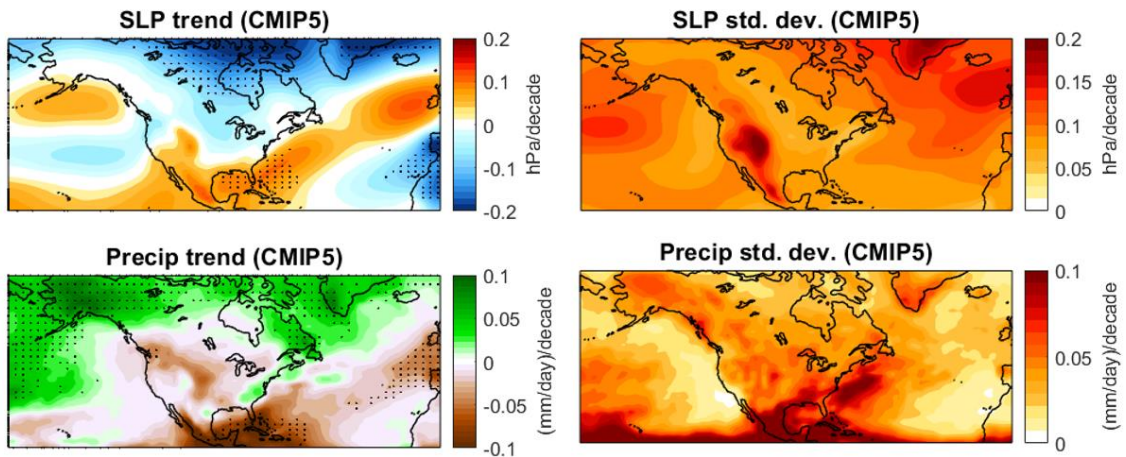 SLP trend (CMIP5)
0.2
0.1
0
-0.1
-0.2
hPa/decade
SLP std. dev. (CMIP5)
0.2
0.15
0.1
0.05
0
hPa/decade
Precip trend (CMIP5)
0.1
0.05
0
-0.05
-0.1
(mm/day)/decade
Precip std. dev. (CMIP5)
0.1
0.05
0
(mm/day)/decade